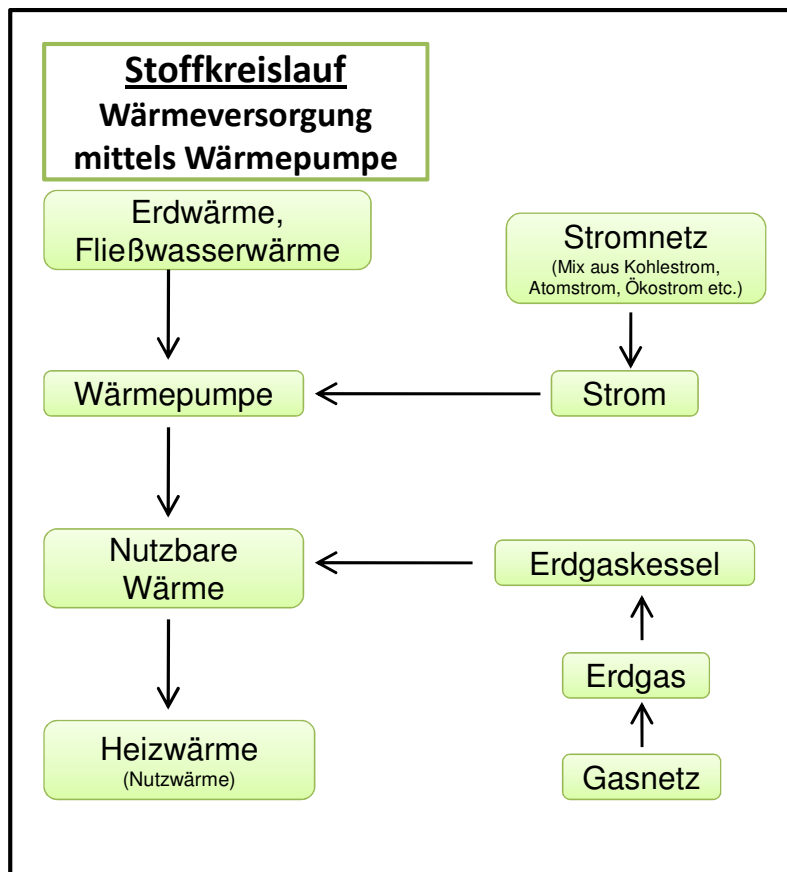 Stoffkreislauf
Wärmeversorgung
mittels Wärmepumpe
Erdwärme,
Fließwasserwärme
Stromnetz
(Mix aus Kohlestrom,
Atomstrom, Ökostrom etc.)
Wärmepumpe
Strom
Nutzbare
Wärme
Erdgaskessel
Erdgas
Heizwärme
(Nutzwärme)
Gasnetz